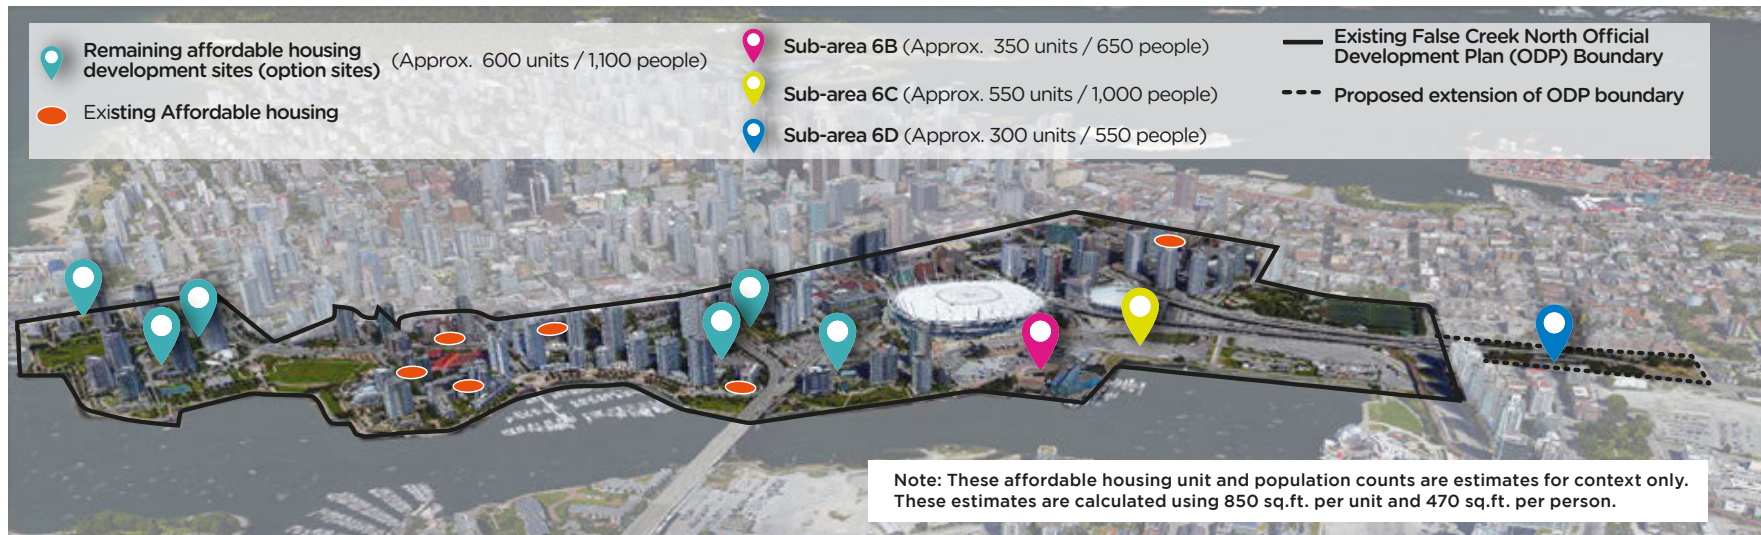 Remaining affordable housing
development sites (option sites) (Approx. 600 units / 1,100 people)
Existing Affordable housing
Sub-area 6B (Approx. 350 units / 650 people)
Sub-area 6C (Approx. 550 units / 1,000 people)
Sub-area 6D (Approx. 300 units / 550 people)
Existing False Creek North Official
Development Plan (ODP) Boundary
Proposed extension of ODP boundary
Note: These affordable housing unit and population counts are estimates for context only.
These estimates are calculated using 850 sq.ft. per unit and 470 sq.ft. per person.